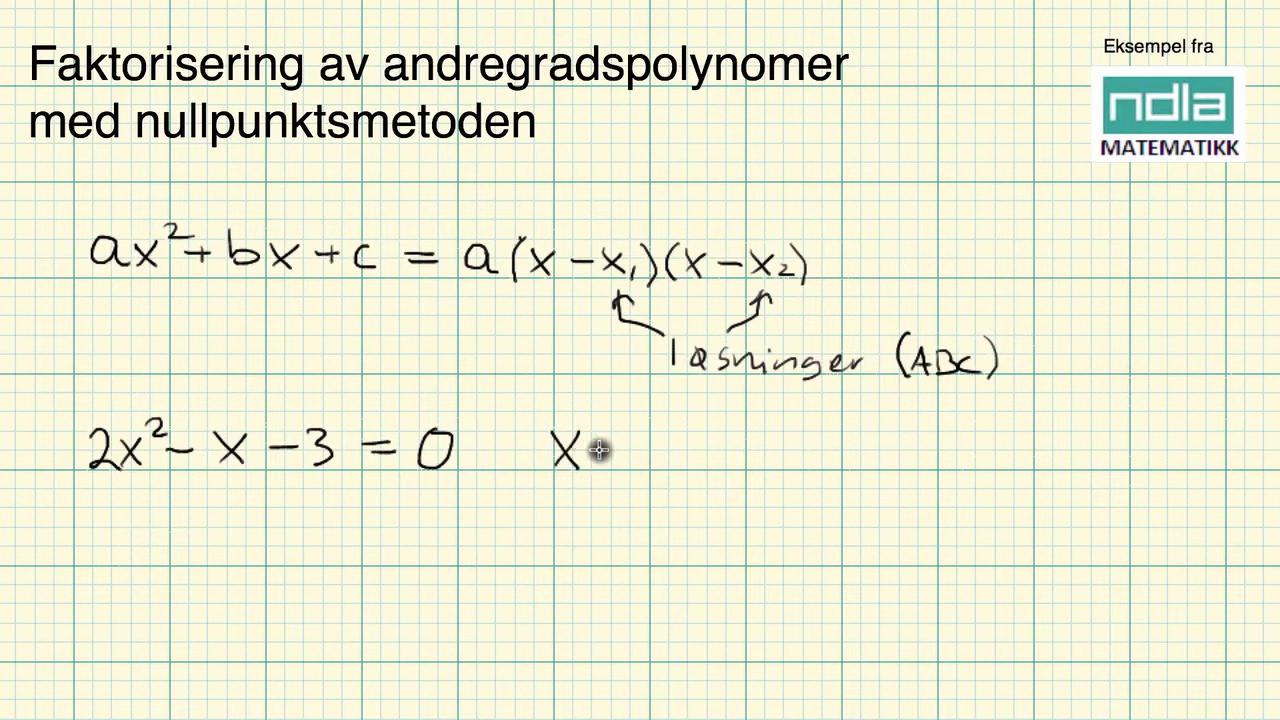 Faktorisering av andregradspolynomer
med nullpunktsmetoden
Eksempel fra
ndla
MATEMATIKK
ax²+bx+c = a(x-x₁)(x-x₂)
løsninger (ABC)
2x²-x-3=0 x